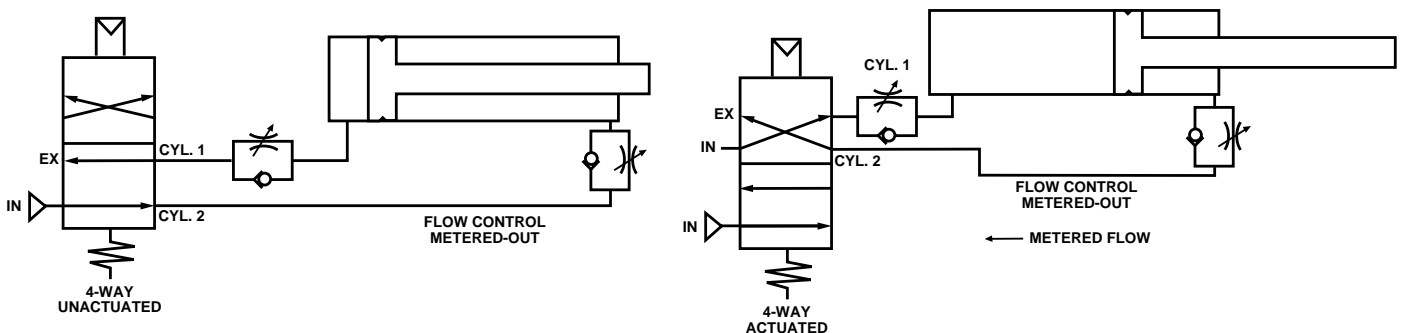 EX
CYL. 1
IN
CYL. 2
FLOW CONTROL
METERED-OUT
4-WAY
UNACTUATED
CYL. 1
EX
IN
CYL. 2
FLOW CONTROL
METERED-OUT
IN
METERED FLOW
4-WAY
ACTUATED